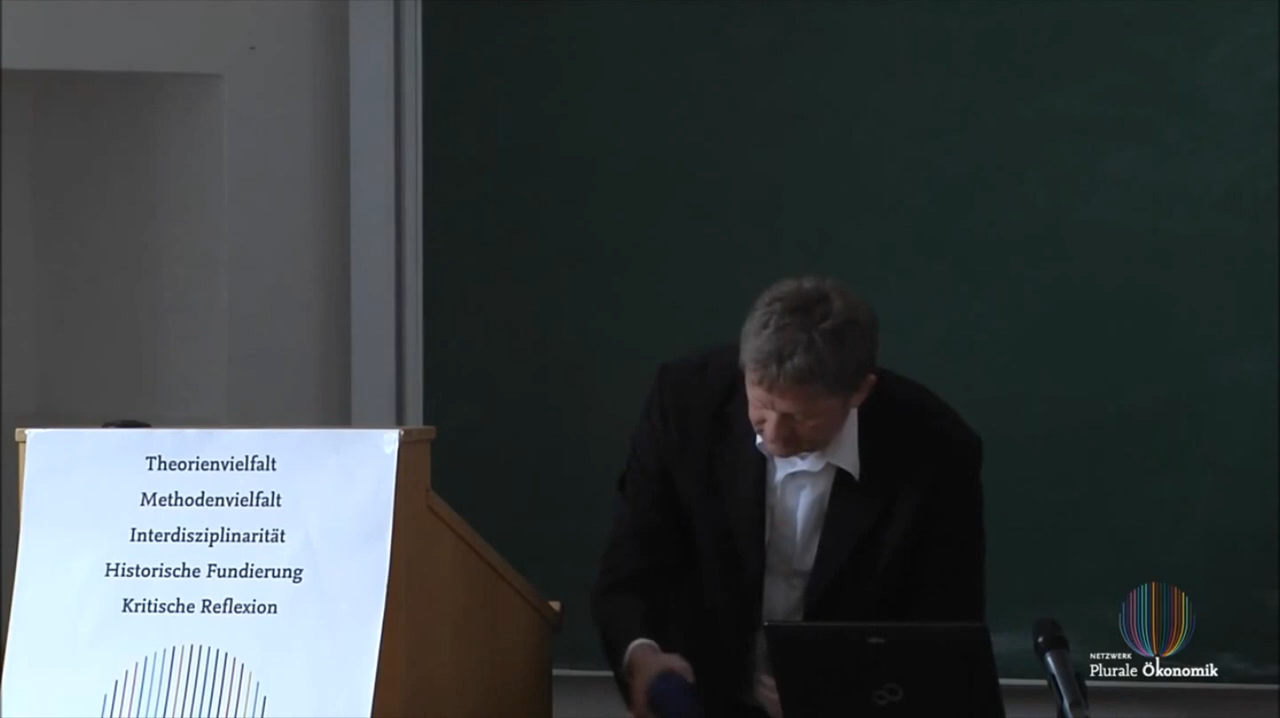 Theorienvielfalt
Methodenvielfalt
Interdisziplinarität
Historische Fundierung
Kritische Reflexion
NETZWERK
Plurale Ökonomik